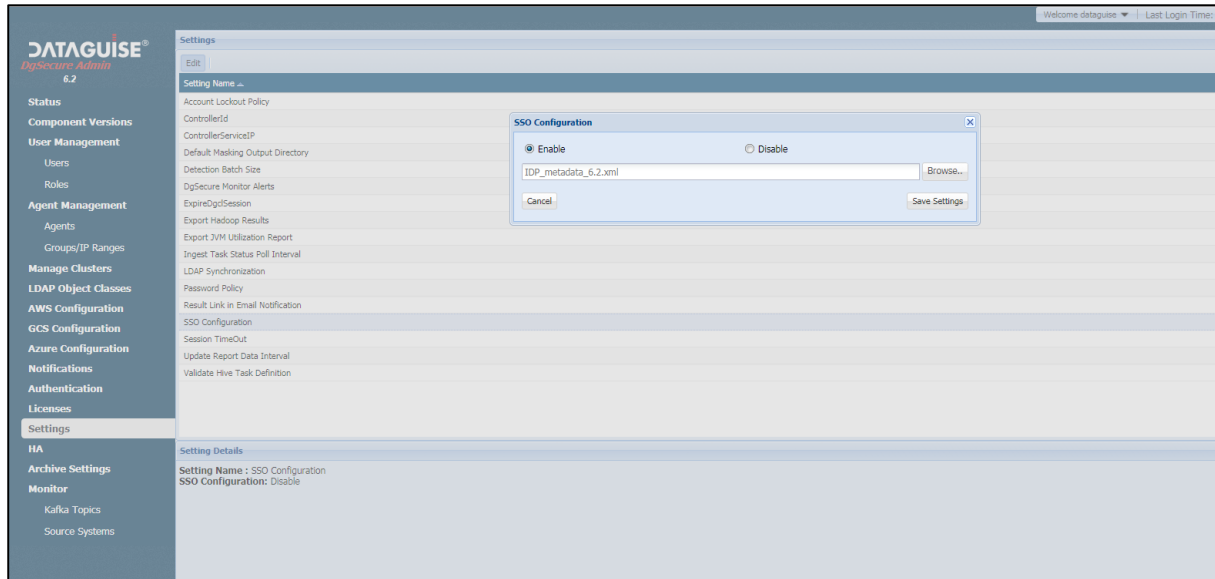 Welcome dataguise Last Login Time:
DATAGUISE®
DgSecure Admin
6.2
Status
Component Versions
User Management
Users
Roles
Agent Management
Agents
Groups/IP Ranges
Manage Clusters
LDAP Object Classes
AWS Configuration
GCS Configuration
Azure Configuration
Notifications
Authentication
Licenses
Settings
HA
Archive Settings
Monitor
Kafka Topics
Source Systems
Settings
Edit
Setting Name
Account Lockout Policy
ControllerId
ControllerServiceIP
Default Masking Output Directory
Detection Batch Size
DgSecure Monitor Alerts
ExpireDgclSession
Export Hadoop Results
Export JVM Utilization Report
Ingest Task Status Poll Interval
LDAP Synchronization
Password Policy
Result Link in Email Notification
SSO Configuration
Session TimeOut
Update Report Data Interval
Validate Hive Task Definition
SSO Configuration
Enable Disable
IDP_metadata_6.2.xml Browse...
Cancel Save Settings
Setting Details
Setting Name : SSO Configuration
SSO Configuration: Disable